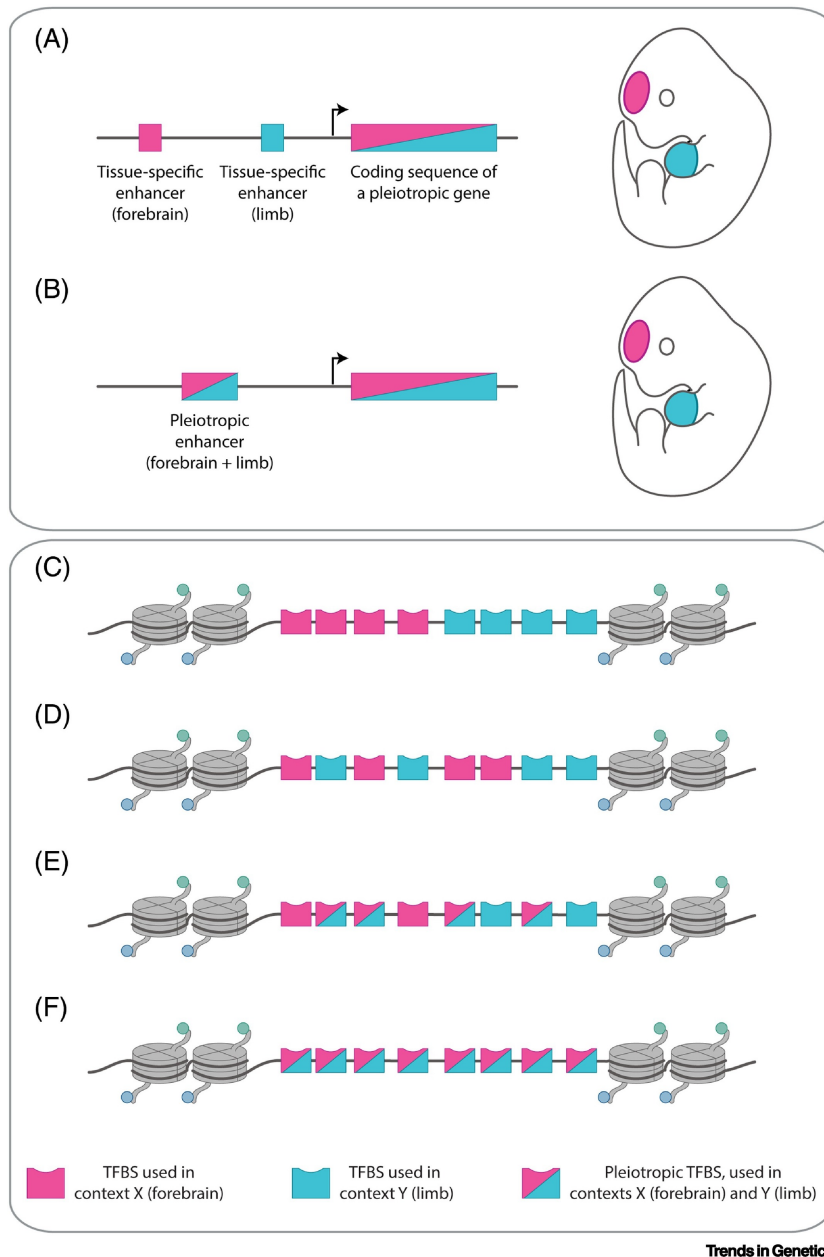 (A)
Tissue-specific
enhancer
(forebrain)
Tissue-specific
enhancer
(limb)
Coding sequence of
a pleiotropic gene
(B)
Pleiotropic
enhancer
(forebrain + limb)
(C)
(D)
(E)
(F)
TFBS used in
context X (forebrain)
TFBS used in
context Y (limb)
Pleiotropic TFBS, used in
contexts X (forebrain) and Y (limb)
Trends in Genetic